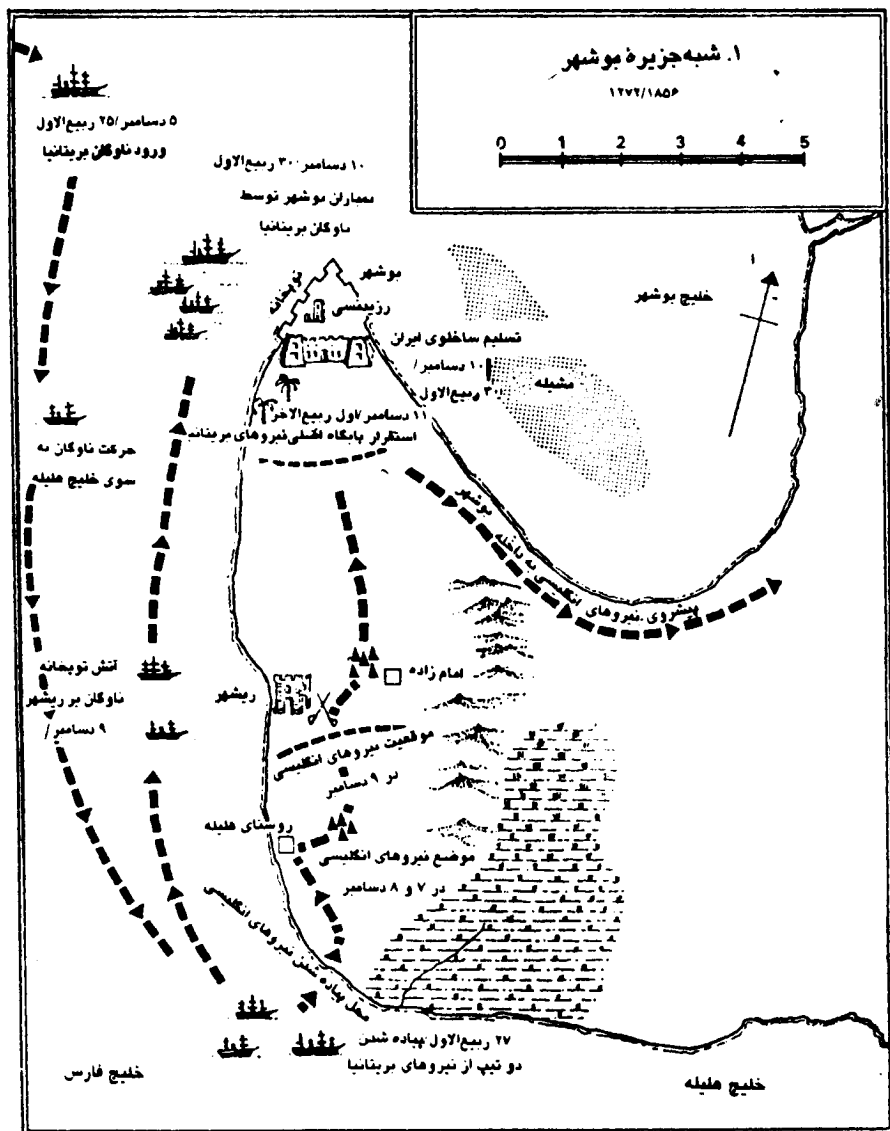 ۱. شبه‌جزیرهٔ بوشهر
۱۲۷۲/۱۸۵۶
0 1 2 3 4 5
۵ دسامبر/۲۵ ربیع‌الاول
ورود ناوگان بریتانیا
۱۰ دسامبر/۳۰ ربیع‌الاول
بمباران بوشهر توسط
ناوگان بریتانیا
بوشهر
توپخانه
رزیدنسی
خلیج بوشهر
تسلیم ساخلوی ایران
۱۰ دسامبر/
۳۰ ربیع‌الاول
مشیله
۱۱ دسامبر/اول ربیع‌الاخر
استقرار پایگاه اصلی نیروهای بریتانیا
حرکت ناوگان به
سوی خلیج هلیله
پیشروی نیروهای انگلیسی به داخله بوشهر
آتش توپخانه
ناوگان بر ریشهر
۹ دسامبر/
ریشهر
امام زاده
موقعیت نیروهای انگلیسی
در ۹ دسامبر
روستای هلیله
موضع نیروهای انگلیسی
در ۷ و ۸ دسامبر
محل پیاده شدن نیروهای انگلیسی
۲۷ ربیع‌الاول پیاده شدن
دو تیپ از نیروهای بریتانیا
خلیج فارس
خلیج هلیله